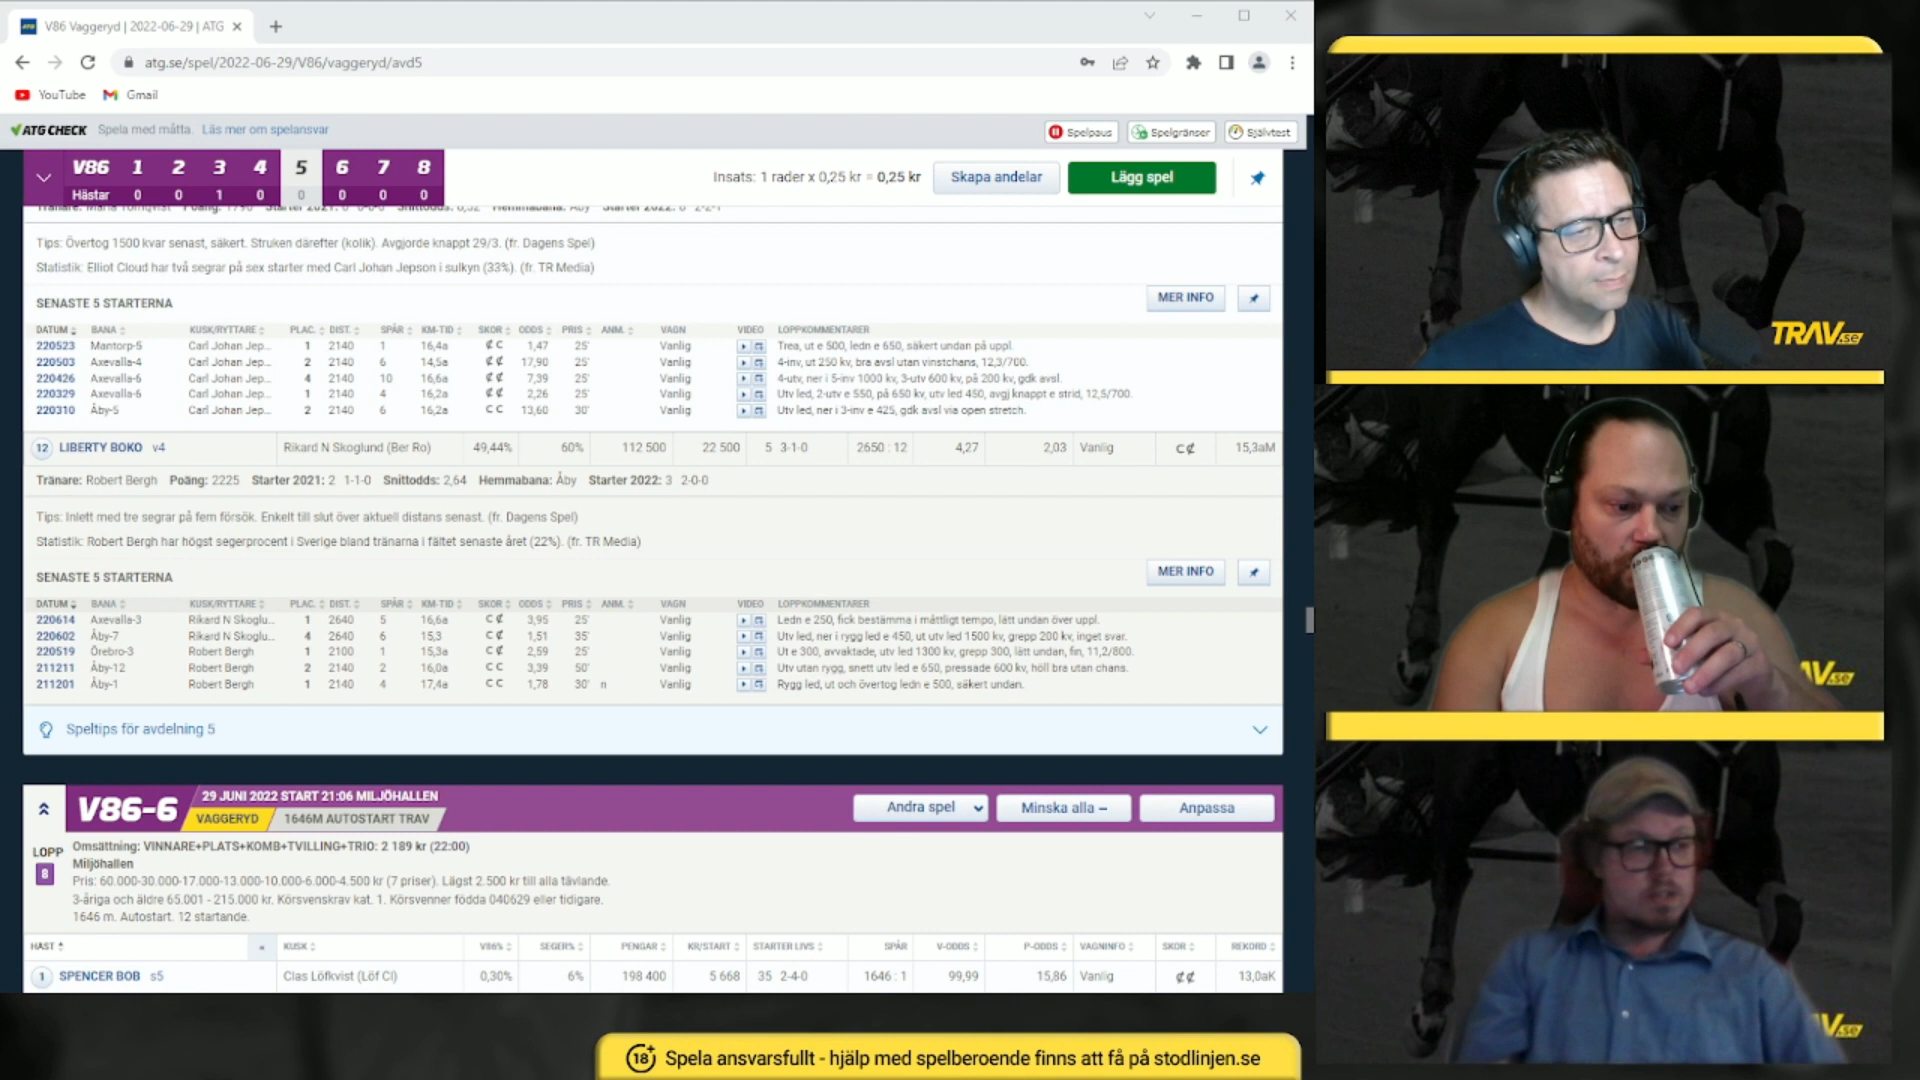 V86 Vaggeryd | 2022-06-29 | ATG
atg.se/spel/2022-06-29/V86/vaggeryd/avd5
YouTube Gmail
ATG CHECK Spela med måtta. Läs mer om spelansvar Spelpaus Spelgränser Självtest
V86 1 2 3 4 5 6 7 8
Hästar 0 0 1 0 0 0 0 0
Insats: 1 rader x 0,25 kr = 0,25 kr Skapa andelar Lägg spel
Tips: Övertog 1500 kvar senast, säkert. Struken därefter (kolik). Avgjorde knappt 29/3. (fr. Dagens Spel)
Statistik: Elliot Cloud har två segrar på sex starter med Carl Johan Jepson i sulkyn (33%). (fr. TR Media)
SENASTE 5 STARTERNA MER INFO
DATUM BANA KUSK/RYTTARE PLAC. DIST. SPÅR KM-TID SKOR ODDS PRIS ANM. VAGN VIDEO LOPPKOMMENTARER
220523 Mantorp-5 Carl Johan Jep... 1 2140 1 16,4a ₵ C 1,47 25' Vanlig Trea, ut e 500, ledn e 650, säkert undan på uppl.
220503 Axevalla-4 Carl Johan Jep... 2 2140 6 14,5a ₵ ₵ 17,90 25' Vanlig 4-inv, ut 250 kv, bra avsl utan vinstchans, 12,3/700.
220426 Axevalla-6 Carl Johan Jep... 4 2140 10 16,6a ₵ ₵ 7,39 25' Vanlig 4-utv, ner i 5-inv 1000 kv, 3-utv 600 kv, på 200 kv, gdk avsl.
220329 Axevalla-6 Carl Johan Jep... 1 2140 4 16,2a ₵ ₵ 2,26 25' Vanlig Utv led, 2-utv e 550, på 650 kv, utv led 450, avgj knappt e strid, 12,5/700.
220310 Åby-5 Carl Johan Jep... 2 2140 6 16,2a C C 13,60 30' Vanlig Utv led, ner i 3-inv e 425, gdk avsl via open stretch.
12 LIBERTY BOKO v4 Rikard N Skoglund (Ber Ro) 49,44% 60% 112 500 22 500 5 3-1-0 2650 : 12 4,27 2,03 Vanlig C₵ 15,3aM
Tränare: Robert Bergh Poäng: 2225 Starter 2021: 2 1-1-0 Snittodds: 2,64 Hemmabana: Åby Starter 2022: 3 2-0-0
Tips: Inlett med tre segrar på fem försök. Enkelt till slut över aktuell distans senast. (fr. Dagens Spel)
Statistik: Robert Bergh har högst segerprocent i Sverige bland tränarna i fältet senaste året (22%). (fr. TR Media)
SENASTE 5 STARTERNA MER INFO
DATUM BANA KUSK/RYTTARE PLAC. DIST. SPÅR KM-TID SKOR ODDS PRIS ANM. VAGN VIDEO LOPPKOMMENTARER
220614 Axevalla-3 Rikard N Skoglu... 1 2640 5 16,6a C ₵ 3,95 25' Vanlig Ledn e 250, fick bestämma i måttligt tempo, lätt undan över uppl.
220602 Åby-7 Rikard N Skoglu... 4 2640 6 15,3 C ₵ 1,51 35' Vanlig Utv led, ner i rygg led e 450, ut utv led 1500 kv, grepp 200 kv, inget svar.
220519 Örebro-3 Robert Bergh 1 2100 1 15,3a C ₵ 2,59 25' Vanlig Ut e 300, avvaktade, utv led 1300 kv, grepp 300, lätt undan, fin, 11,2/800.
211211 Åby-12 Robert Bergh 2 2140 2 16,0a C C 3,39 50' Vanlig Utv utan rygg, snett utv led e 650, pressade 600 kv, höll bra utan chans.
211201 Åby-1 Robert Bergh 1 2140 4 17,4a C C 1,78 30' n Vanlig Rygg led, ut och övertog ledn e 500, säkert undan.
Speltips för avdelning 5
V86-6 29 JUNI 2022 START 21:06 MILJÖHALLEN
VAGGERYD 1646M AUTOSTART TRAV
Andra spel Minska alla – Anpassa
LOPP 8
Omsättning: VINNARE+PLATS+KOMB+TVILLING+TRIO: 2 189 kr (22:00)
Miljöhallen
Pris: 60.000-30.000-17.000-13.000-10.000-6.000-4.500 kr (7 priser). Lägst 2.500 kr till alla tävlande.
3-åriga och äldre 65.001 - 215.000 kr. Körsvenskrav kat. 1. Körsvenner födda 040629 eller tidigare.
1646 m. Autostart. 12 startande.
HÄST KUSK V86% SEGER% PENGAR KR/START STARTER LIVS SPÅR V-ODDS P-ODDS VAGNINFO SKOR REKORD
1 SPENCER BOB s5 Clas Löfkvist (Löf Cl) 0,30% 6% 198 400 5 668 35 2-4-0 1646 : 1 99,99 15,86 Vanlig ₵₵ 13,0aK
TRAV.se
AV.se
V.se
18+ Spela ansvarsfullt - hjälp med spelberoende finns att få på stodlinjen.se